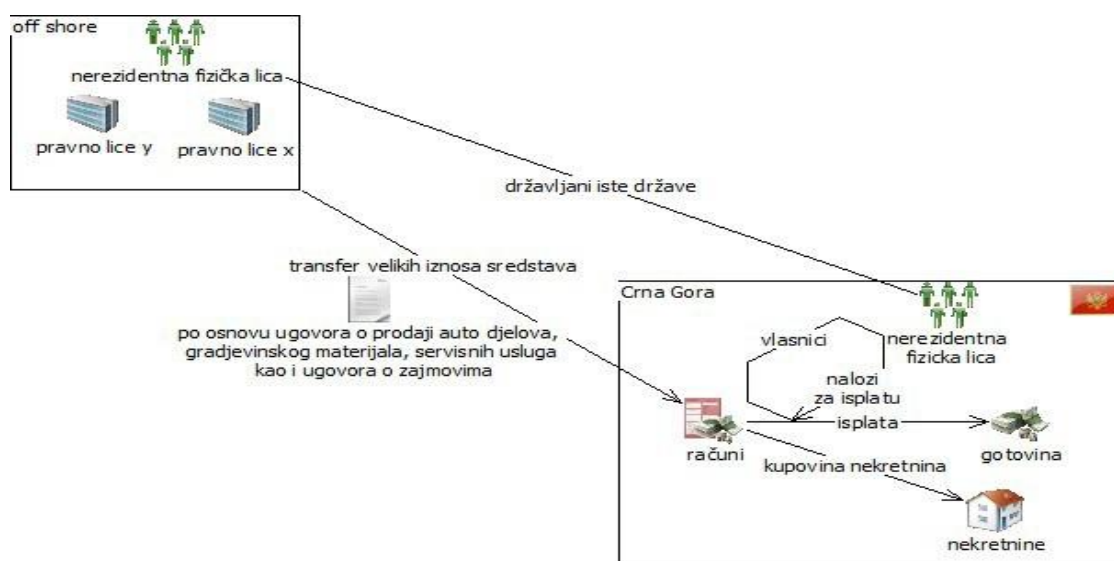 off shore
nerezidentna fizička lica
pravno lice y
pravno lice x
državljani iste države
transfer velikih iznosa sredstava
po osnovu ugovora o prodaji auto djelova,
gradjevinskog materijala, servisnih usluga
kao i ugovora o zajmovima
Crna Gora
nerezidentna
fizicka lica
vlasnici
nalozi
za isplatu
isplata
računi
gotovina
kupovina nekretnina
nekretnine